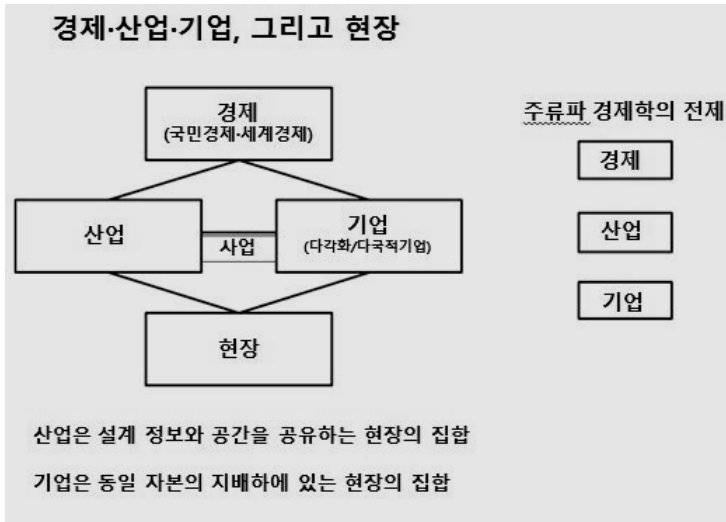 경제·산업·기업, 그리고 현장
경제
(국민경제·세계경제)
주류파 경제학의 전제
경제
산업
사업
기업
(다각화/다국적기업)
산업
기업
현장
산업은 설계 정보와 공간을 공유하는 현장의 집합
기업은 동일 자본의 지배하에 있는 현장의 집합